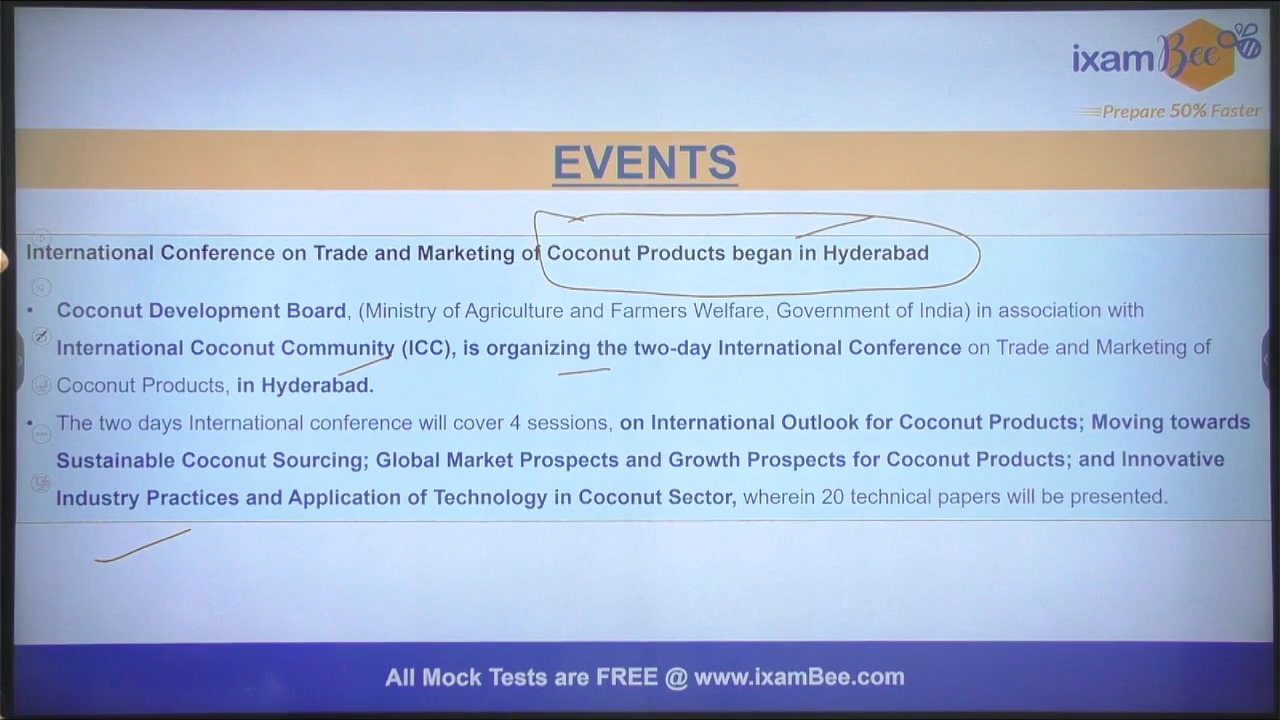 ixamBee
Prepare 50% Faster
EVENTS
International Conference on Trade and Marketing of Coconut Products began in Hyderabad
• Coconut Development Board, (Ministry of Agriculture and Farmers Welfare, Government of India) in association with
International Coconut Community (ICC), is organizing the two-day International Conference on Trade and Marketing of
Coconut Products, in Hyderabad.
• The two days International conference will cover 4 sessions, on International Outlook for Coconut Products; Moving towards
Sustainable Coconut Sourcing; Global Market Prospects and Growth Prospects for Coconut Products; and Innovative
Industry Practices and Application of Technology in Coconut Sector, wherein 20 technical papers will be presented.
All Mock Tests are FREE @ www.ixamBee.com